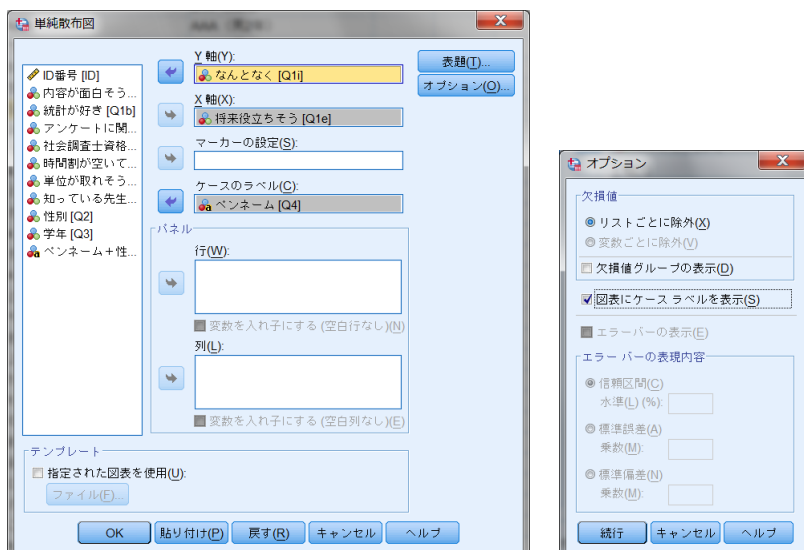 単純散布図
ID番号 [ID]
内容が面白そう...
統計が好き [Q1b]
アンケートに関...
社会調査士資格...
時間割が空いて...
単位が取れそう...
知っている先生...
性別 [Q2]
学年 [Q3]
ペンネーム+性...
Y 軸(Y):
なんとなく [Q1i]
X 軸(X):
将来役立ちそう [Q1e]
マーカーの設定(S):
ケースのラベル(C):
ペンネーム [Q4]
パネル
行(W):
変数を入れ子にする (空白行なし)(N)
列(L):
変数を入れ子にする (空白列なし)(E)
表題(T)...
オプション(O)...
テンプレート
指定された図表を使用(U):
ファイル(F)...
OK
貼り付け(P)
戻す(R)
キャンセル
ヘルプ
オプション
欠損値
リストごとに除外(X)
変数ごとに除外(V)
欠損値グループの表示(D)
図表にケース ラベルを表示(S)
エラーバーの表示(E)
エラー バーの表現内容
信頼区間(C)
水準(L) (%):
標準誤差(A)
乗数(M):
標準偏差(N)
乗数(M):
続行
キャンセル
ヘルプ